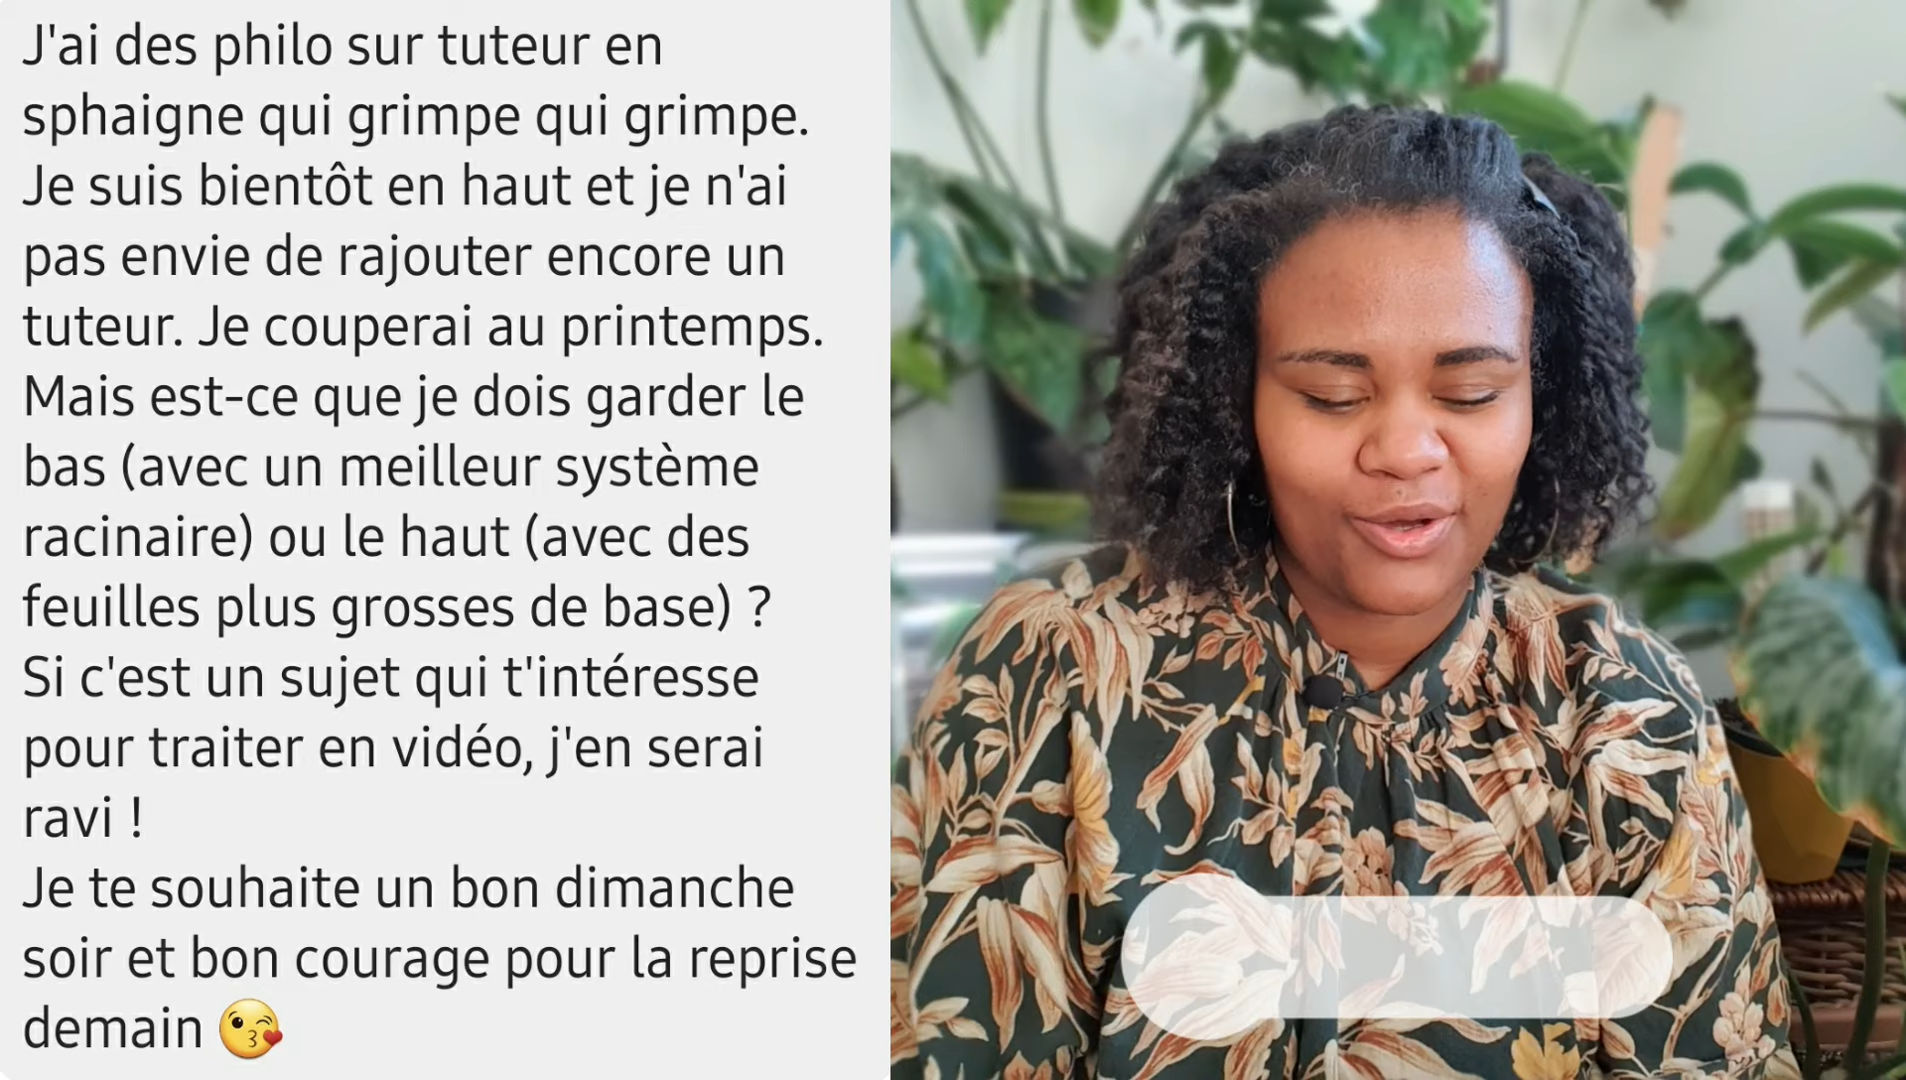 J'ai des philo sur tuteur en
sphaigne qui grimpe qui grimpe.
Je suis bientôt en haut et je n'ai
pas envie de rajouter encore un
tuteur. Je couperai au printemps.
Mais est-ce que je dois garder le
bas (avec un meilleur système
racinaire) ou le haut (avec des
feuilles plus grosses de base) ?
Si c'est un sujet qui t'intéresse
pour traiter en vidéo, j'en serai
ravi !
Je te souhaite un bon dimanche
soir et bon courage pour la reprise
demain 😘